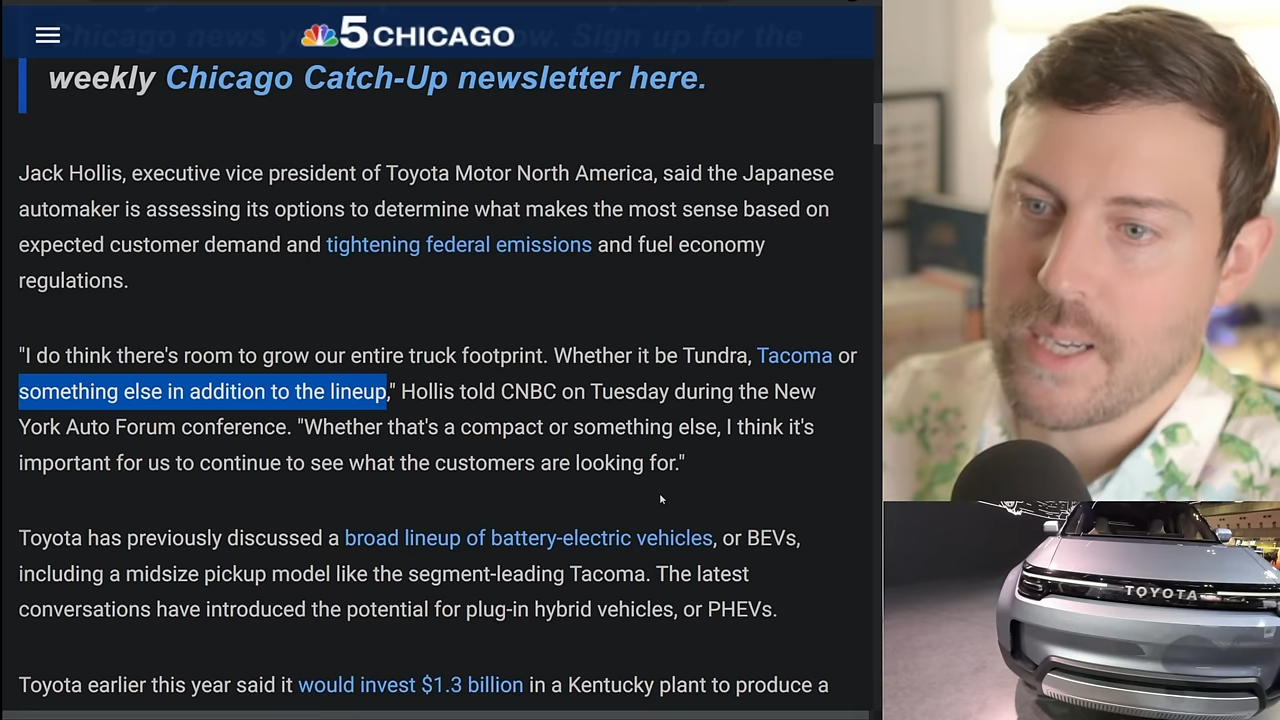 Chicago news y ow. Sign up for the
5 CHICAGO
weekly Chicago Catch-Up newsletter here.
Jack Hollis, executive vice president of Toyota Motor North America, said the Japanese
automaker is assessing its options to determine what makes the most sense based on
expected customer demand and tightening federal emissions and fuel economy
regulations.
"I do think there's room to grow our entire truck footprint. Whether it be Tundra, Tacoma or
something else in addition to the lineup," Hollis told CNBC on Tuesday during the New
York Auto Forum conference. "Whether that's a compact or something else, I think it's
important for us to continue to see what the customers are looking for."
Toyota has previously discussed a broad lineup of battery-electric vehicles, or BEVs,
including a midsize pickup model like the segment-leading Tacoma. The latest
conversations have introduced the potential for plug-in hybrid vehicles, or PHEVs.
Toyota earlier this year said it would invest $1.3 billion in a Kentucky plant to produce a
TOYOTA